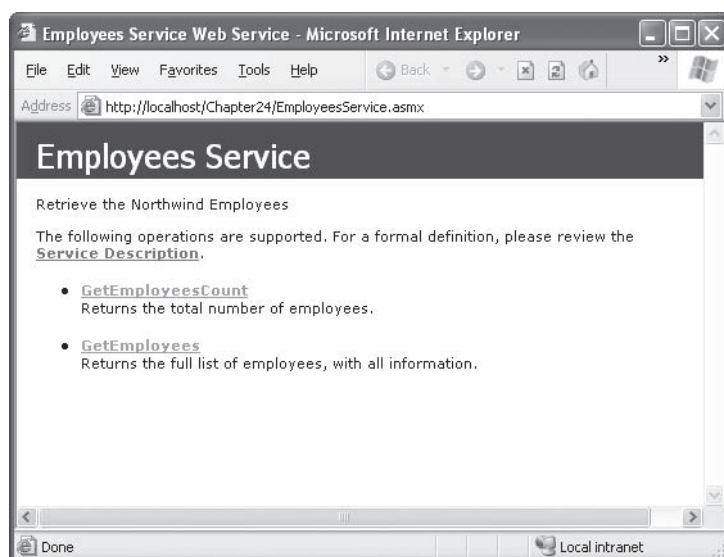 Employees Service Web Service - Microsoft Internet Explorer
File Edit View Favorites Tools Help Back »
Address http://localhost/Chapter24/EmployeesService.asmx
Employees Service
Retrieve the Northwind Employees
The following operations are supported. For a formal definition, please review the
Service Description.
• GetEmployeesCount
Returns the total number of employees.
• GetEmployees
Returns the full list of employees, with all information.
Done Local intranet